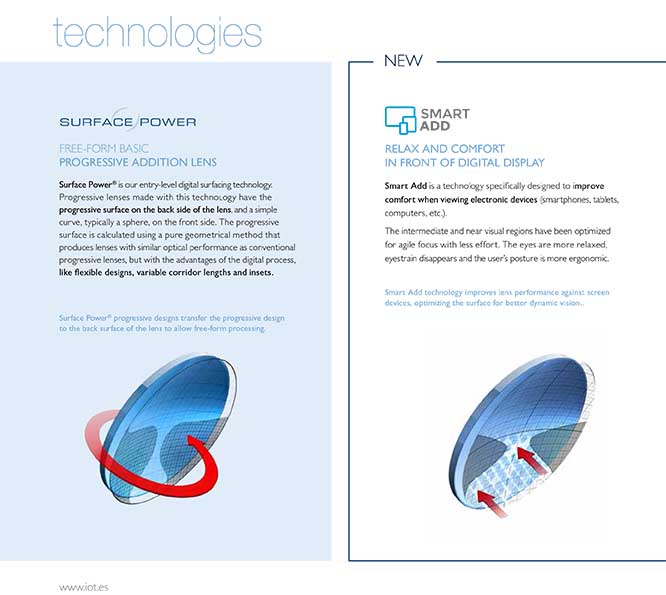 technologies
SURFACE POWER
FREE-FORM BASIC
PROGRESSIVE ADDITION LENS
Surface Power® is our entry-level digital surfacing technology.
Progressive lenses made with this technology have the
progressive surface on the back side of the lens, and a simple
curve, typically a sphere, on the front side. The progressive
surface is calculated using a pure geometrical method that
produces lenses with similar optical performance as conventional
progressive lenses, but with the advantages of the digital process,
like flexible designs, variable corridor lengths and insets.
Surface Power® progressive designs transfer the progressive design
to the back surface of the lens to allow free-form processing.
NEW
SMART
ADD
RELAX AND COMFORT
IN FRONT OF DIGITAL DISPLAY
Smart Add is a technology specifically designed to improve
comfort when viewing electronic devices (smartphones, tablets,
computers, etc.).
The intermediate and near visual regions have been optimized
for agile focus with less effort. The eyes are more relaxed,
eyestrain disappears and the user's posture is more ergonomic.
Smart Add technology improves lens performance against screen
devices, optimizing the surface for better dynamic vision..
www.iot.es